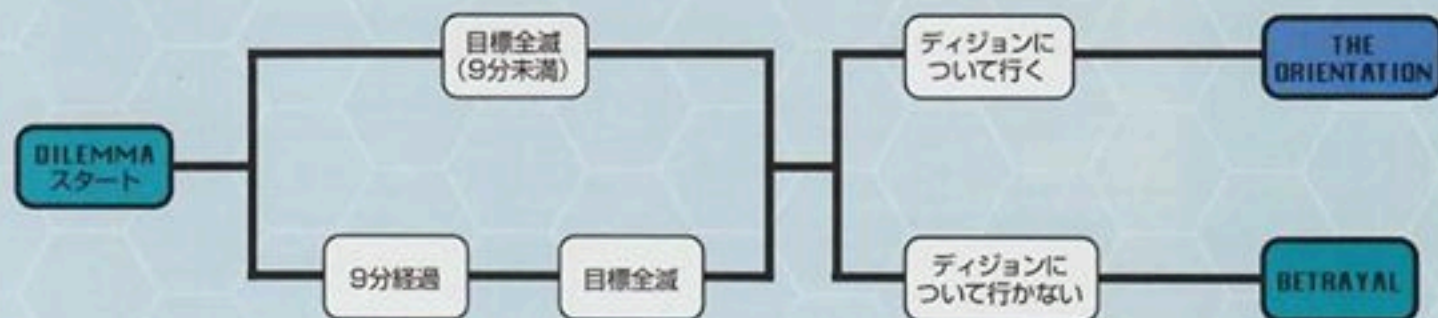 DILEMMA
スタート
目標全滅
(9分未満)
9分経過
目標全滅
ディジョンに
ついて行く
ディジョンに
ついて行かない
THE
ORIENTATION
BETRAYAL